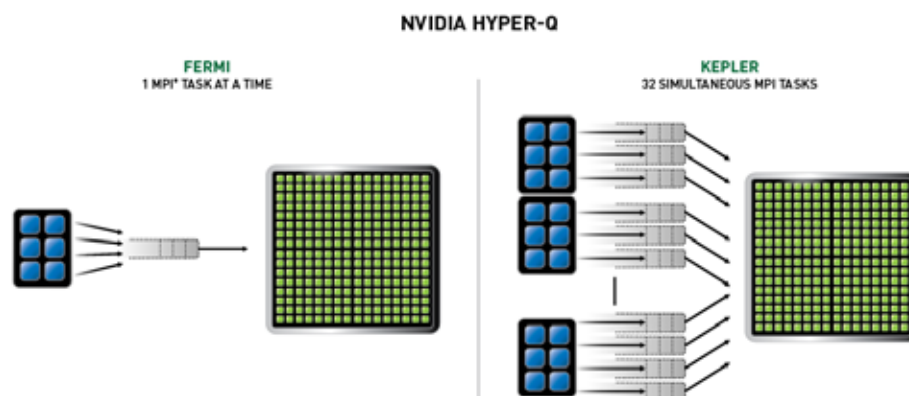 NVIDIA HYPER-Q
FERMI
1 MPI* TASK AT A TIME
KEPLER
32 SIMULTANEOUS MPI TASKS